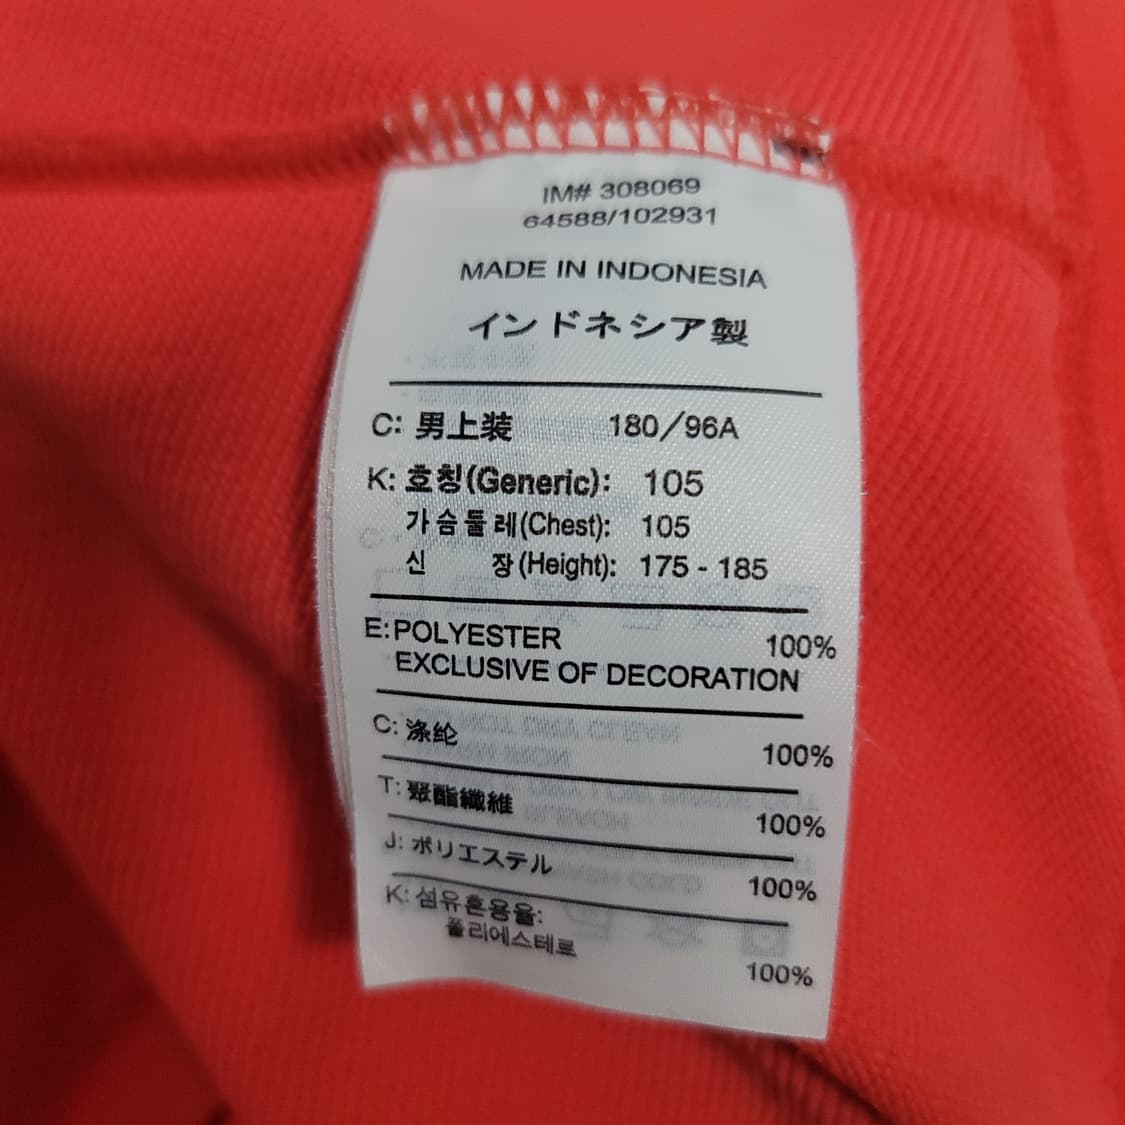 IM# 308069
64588/102931
MADE IN INDONESIA
インドネシア製
C: 男上装 180/96A
K: 호칭(Generic): 105
가슴둘레(Chest): 105
신 장(Height): 175 - 185
E:POLYESTER 100%
EXCLUSIVE OF DECORATION
C: 涤纶 100%
T: 聚酯纖維 100%
J: ポリエステル 100%
K: 섬유혼용율:
폴리에스테르 100%